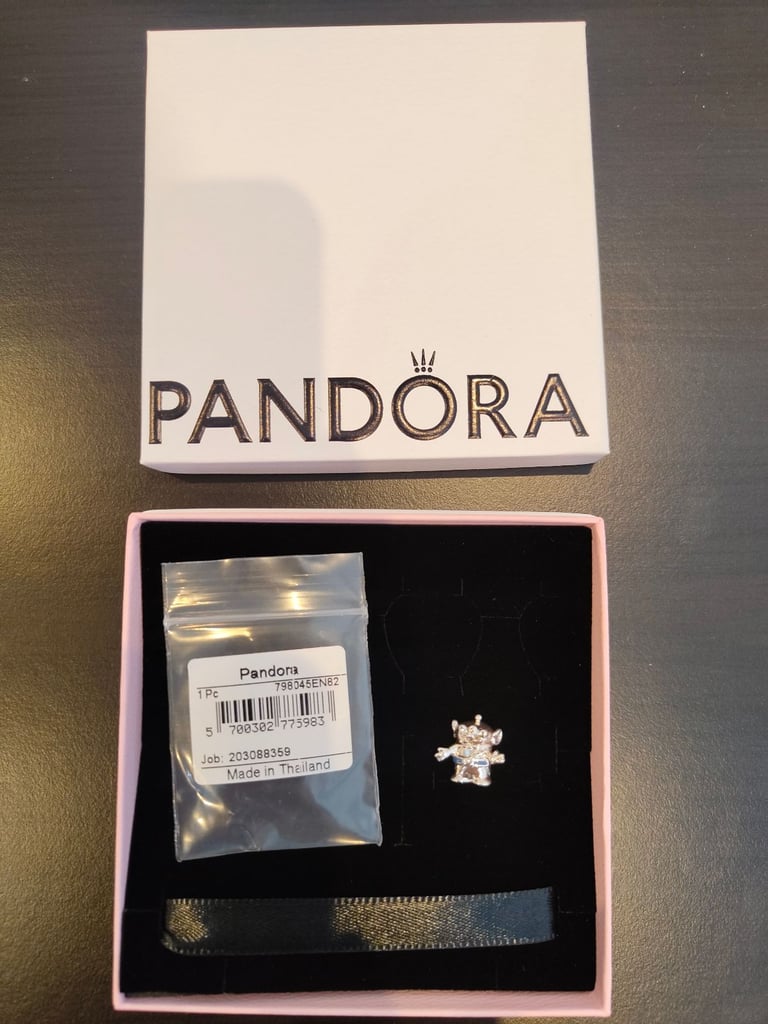 PANDORA
Pandora
1 Pc 798045EN82
5 700302 775983
Job: 203088359
Made in Thailand